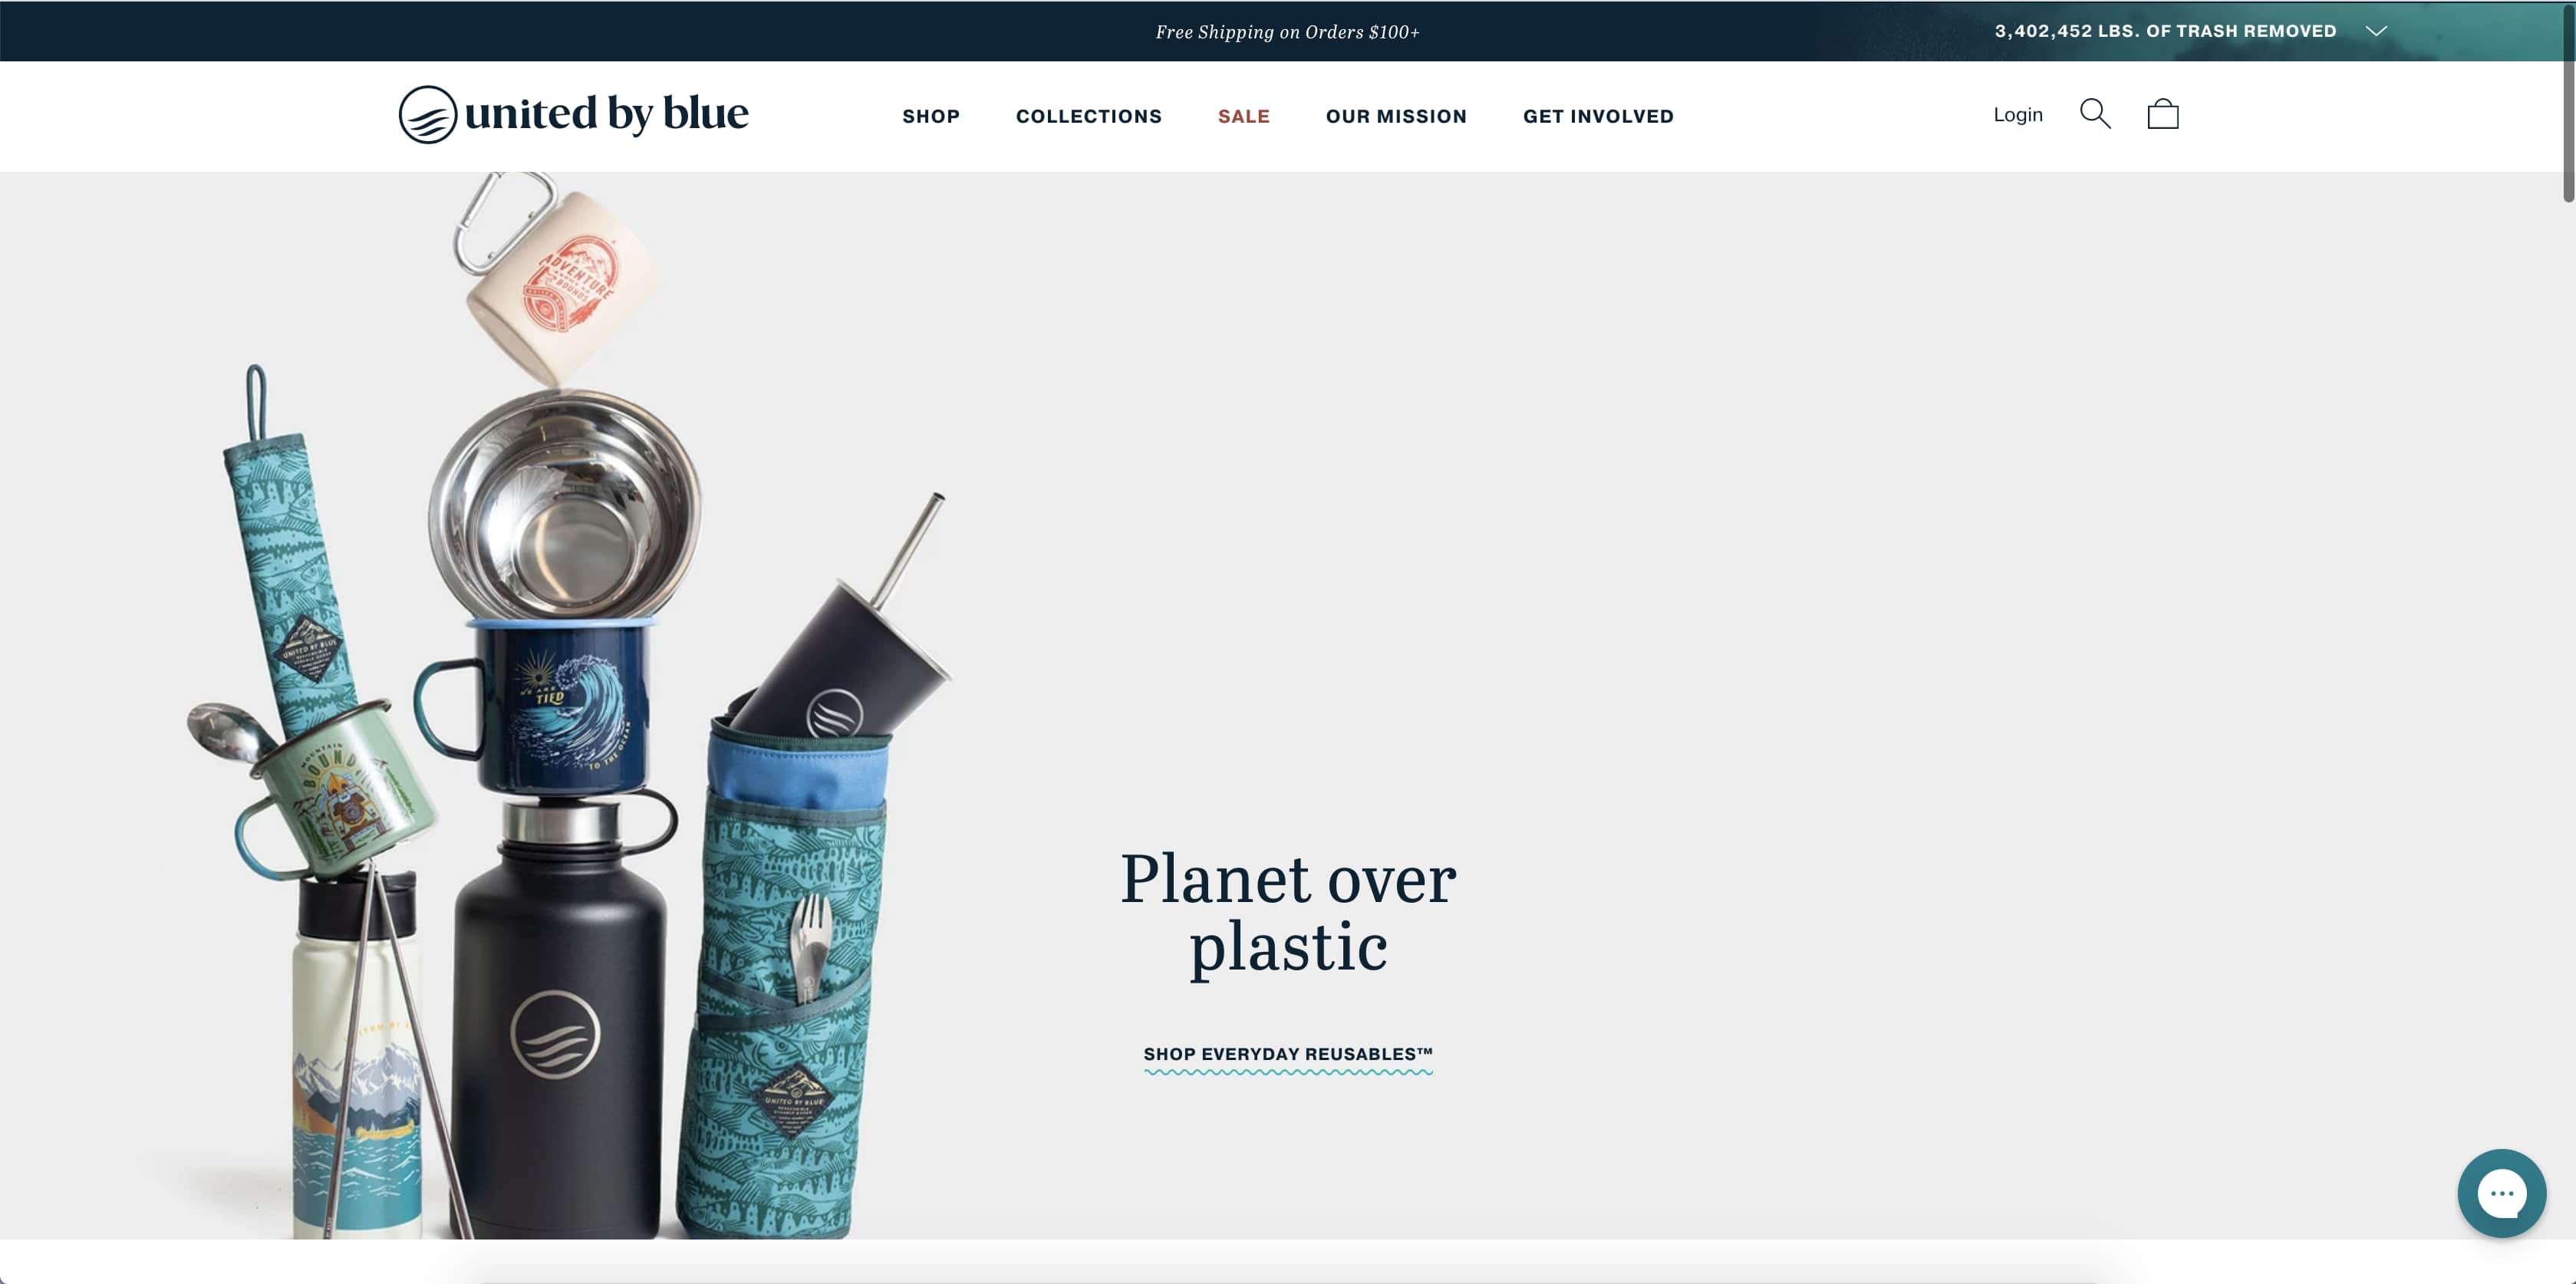 Free Shipping on Orders $100+
3,402,452 LBS. OF TRASH REMOVED
united by blue
SHOP
COLLECTIONS
SALE
OUR MISSION
GET INVOLVED
Login
ADVENTURE
BOUNDS
UNITED BY BLUE
WE ARE
TIED
TO THE OCEAN
MOUNTAIN
BOUND
Planet over
plastic
SHOP EVERYDAY REUSABLES™
UNITED BY BLUE